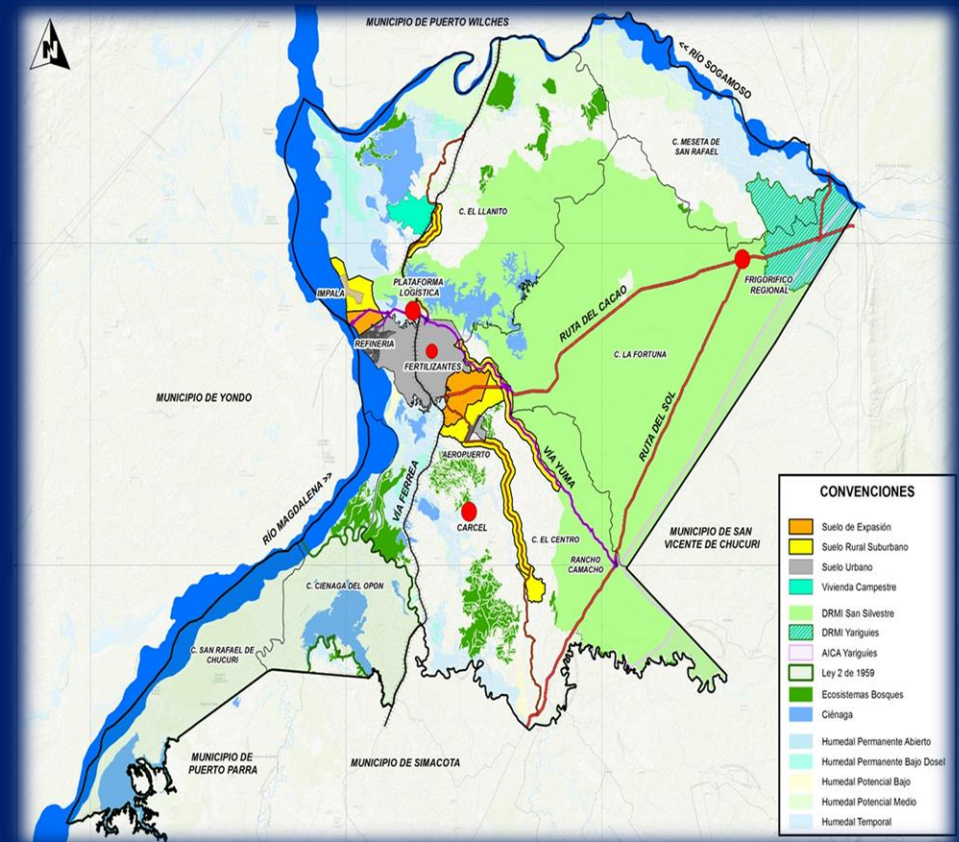 N
MUNICIPIO DE PUERTO WILCHES
<< RÍO SOGAMOSO
C. MESETA DE
SAN RAFAEL
C. EL LLANITO
PLATAFORMA
LOGÍSTICA
IMPALA
FRIGORIFICO
REGIONAL
REFINERIA
FERTILIZANTES
RUTA DEL CACAO
C. LA FORTUNA
MUNICIPIO DE YONDO
RUTA DEL SOL
AEROPUERTO
VÍA YUMA
VÍA FERREA
RÍO MAGDALENA >>
CARCEL
C. EL CENTRO
MUNICIPIO DE SAN
VICENTE DE CHUCURI
RANCHO
CAMACHO
C. CIENAGA DEL OPON
C. SAN RAFAEL DE
CHUCURI
MUNICIPIO DE
PUERTO PARRA
MUNICIPIO DE SIMACOTA
CONVENCIONES
Suelo de Expasión
Suelo Rural Suburbano
Suelo Urbano
Vivienda Campestre
DRMI San Silvestre
DRMI Yariguies
AICA Yariguíes
Ley 2 de 1959
Ecosistemas Bosques
Ciénaga
Humedal Permanente Abierto
Humedal Permanente Bajo Dosel
Humedal Potencial Bajo
Humedal Potencial Medio
Humedal Temporal